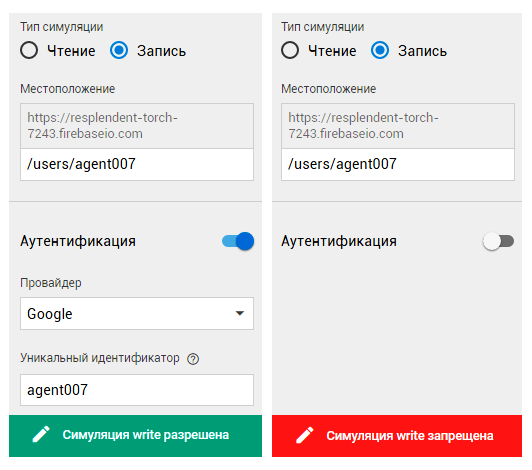 Тип симуляции
Чтение Запись
Местоположение
https://resplendent-torch-
7243.firebaseio.com
/users/agent007
Аутентификация
Провайдер
Google
Уникальный идентификатор
agent007
Симуляция write разрешена
Тип симуляции
Чтение Запись
Местоположение
https://resplendent-torch-
7243.firebaseio.com
/users/agent007
Аутентификация
Симуляция write запрещена